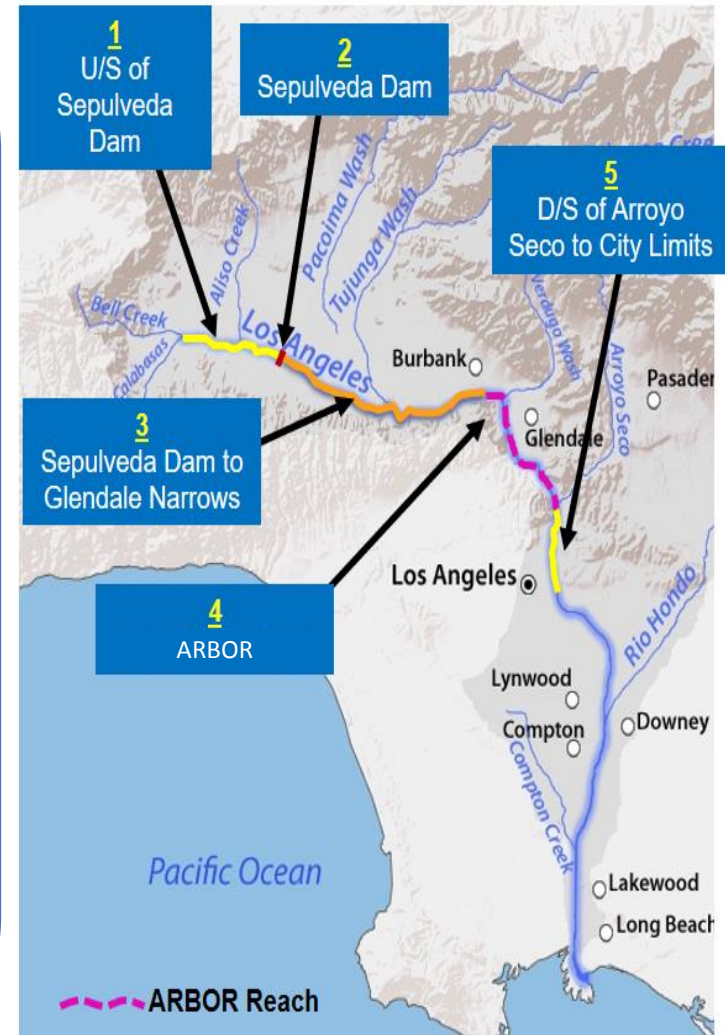 1
U/S of
Sepulveda
Dam
2
Sepulveda Dam
5
D/S of Arroyo
Seco to City Limits
Pacoima Wash
Tujunga Wash
Aliso Creek
Bell Creek
Calabasas
Los Angeles
Burbank
Verduga Wash
Arroyo Seco
Glendale
3
Sepulveda Dam to
Glendale Narrows
Los Angeles
4
ARBOR
Rio Hondo
Lynwood
Compton
Downey
Compton Creek
Pacific Ocean
Lakewood
Long Beach
ARBOR Reach